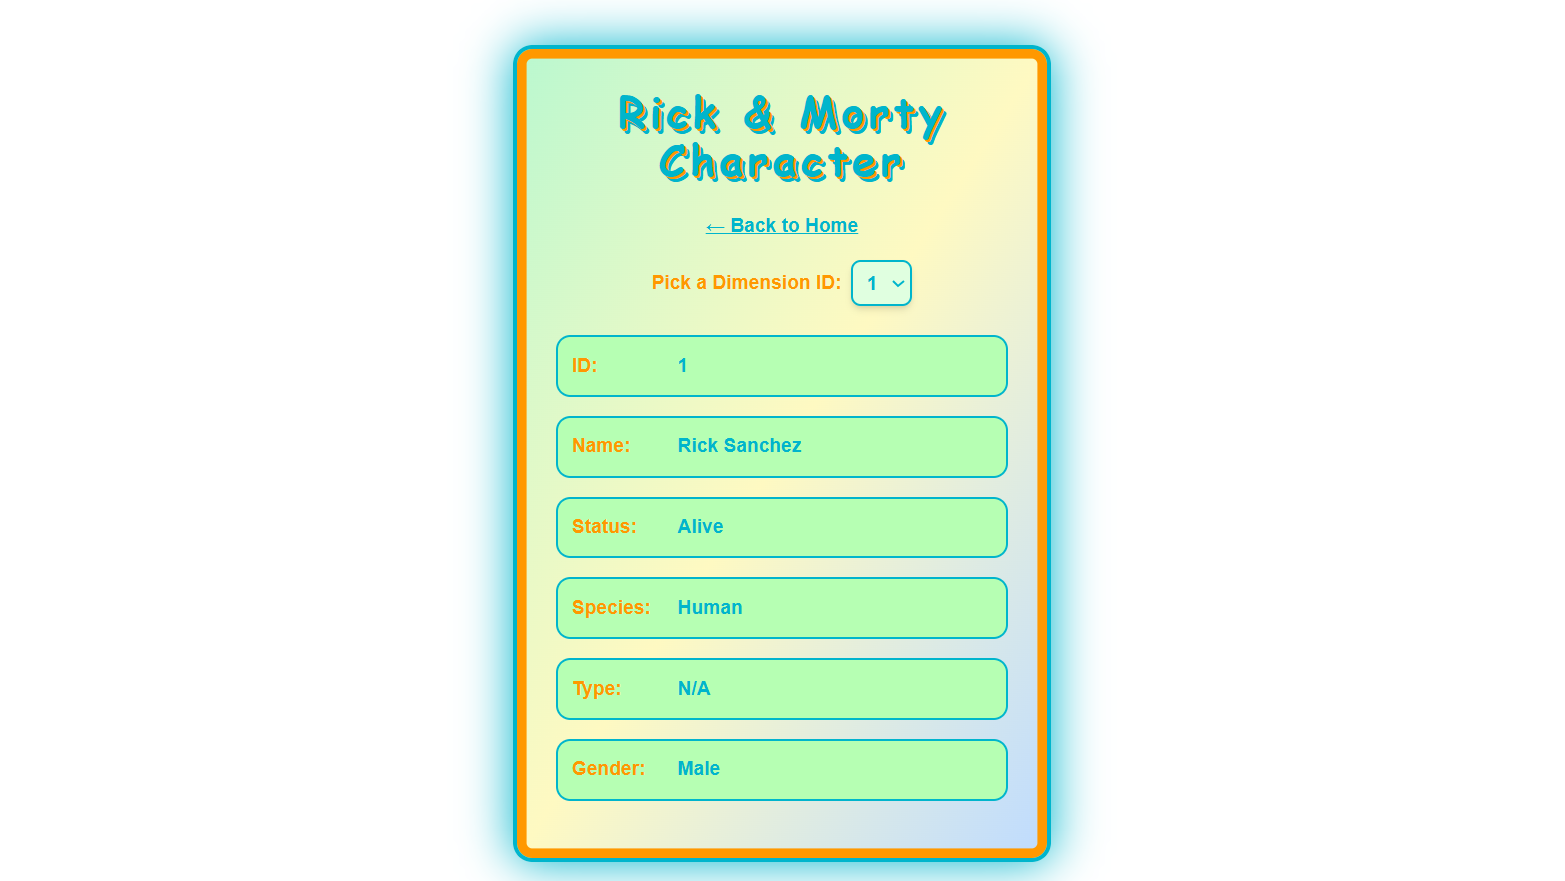 Rick & Morty
Character
← Back to Home
Pick a Dimension ID: 1
ID: 1
Name: Rick Sanchez
Status: Alive
Species: Human
Type: N/A
Gender: Male